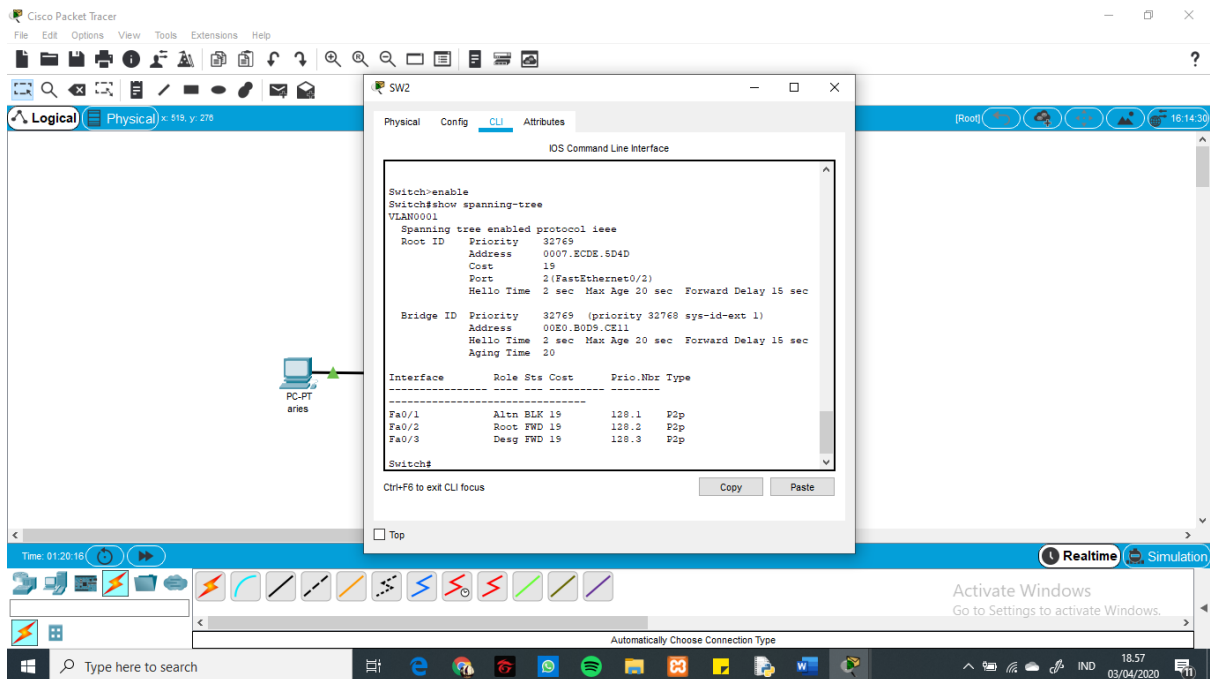 Cisco Packet Tracer
File Edit Options View Tools Extensions Help
?
Logical Physical x: 519, y: 276
[Root] 16:14:30
SW2
Physical Config CLI Attributes
IOS Command Line Interface
Switch>enable
Switch#show spanning-tree
VLAN0001
Spanning tree enabled protocol ieee
Root ID Priority 32769
Address 0007.ECDE.5D4D
Cost 19
Port 2(FastEthernet0/2)
Hello Time 2 sec Max Age 20 sec Forward Delay 15 sec
Bridge ID Priority 32769 (priority 32768 sys-id-ext 1)
Address 00E0.B0D9.CE11
Hello Time 2 sec Max Age 20 sec Forward Delay 15 sec
Aging Time 20
Interface Role Sts Cost Prio.Nbr Type
---------------- ---- --- --------- --------
--------------------------------
Fa0/1 Altn BLK 19 128.1 P2p
Fa0/2 Root FWD 19 128.2 P2p
Fa0/3 Desg FWD 19 128.3 P2p
Switch#
Ctrl+F6 to exit CLI focus
Copy Paste
Top
PC-PT
aries
Time: 01:20:16
Realtime Simulation
Activate Windows
Go to Settings to activate Windows.
Automatically Choose Connection Type
Type here to search
IND
18.57
03/04/2020